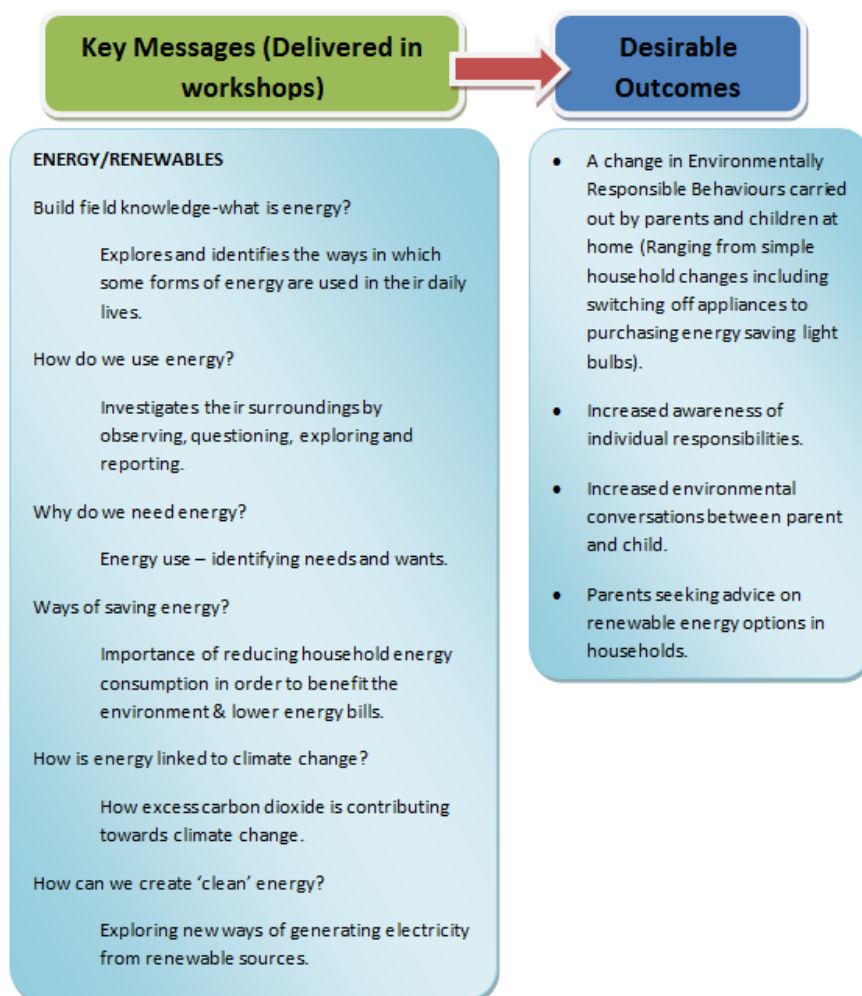 Key Messages (Delivered in
workshops)
Desirable
Outcomes
ENERGY/RENEWABLES
Build field knowledge-what is energy?
Explores and identifies the ways in which
some forms of energy are used in their daily
lives.
How do we use energy?
Investigates their surroundings by
observing, questioning, exploring and
reporting.
Why do we need energy?
Energy use – identifying needs and wants.
Ways of saving energy?
Importance of reducing household energy
consumption in order to benefit the
environment & lower energy bills.
How is energy linked to climate change?
How excess carbon dioxide is contributing
towards climate change.
How can we create ‘clean’ energy?
Exploring new ways of generating electricity
from renewable sources.
• A change in Environmentally
Responsible Behaviours carried
out by parents and children at
home (Ranging from simple
household changes including
switching off appliances to
purchasing energy saving light
bulbs).
• Increased awareness of
individual responsibilities.
• Increased environmental
conversations between parent
and child.
• Parents seeking advice on
renewable energy options in
households.